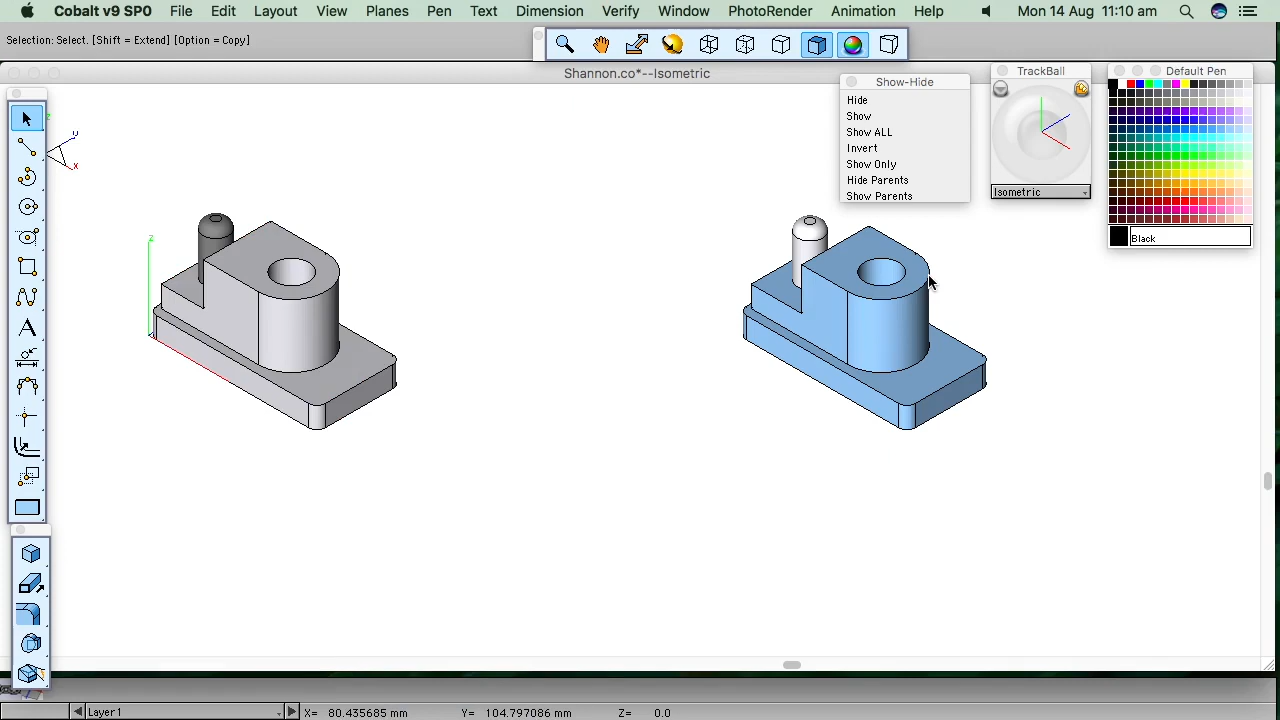 Cobalt v9 SP0 File Edit Layout View Planes Pen Text Dimension Verify Window PhotoRender Animation Help Mon 14 Aug 11:10 am
Selection: Select. [Shift = Extend] [Option = Copy]
Shannon.co*--Isometric
Show-Hide
Hide
Show
Show ALL
Invert
Show Only
Hide Parents
Show Parents
TrackBall
Isometric
Default Pen
Black
z
y
x
z
A
Layer1
X= 80.435685 mm Y= 104.797086 mm Z= 0.0